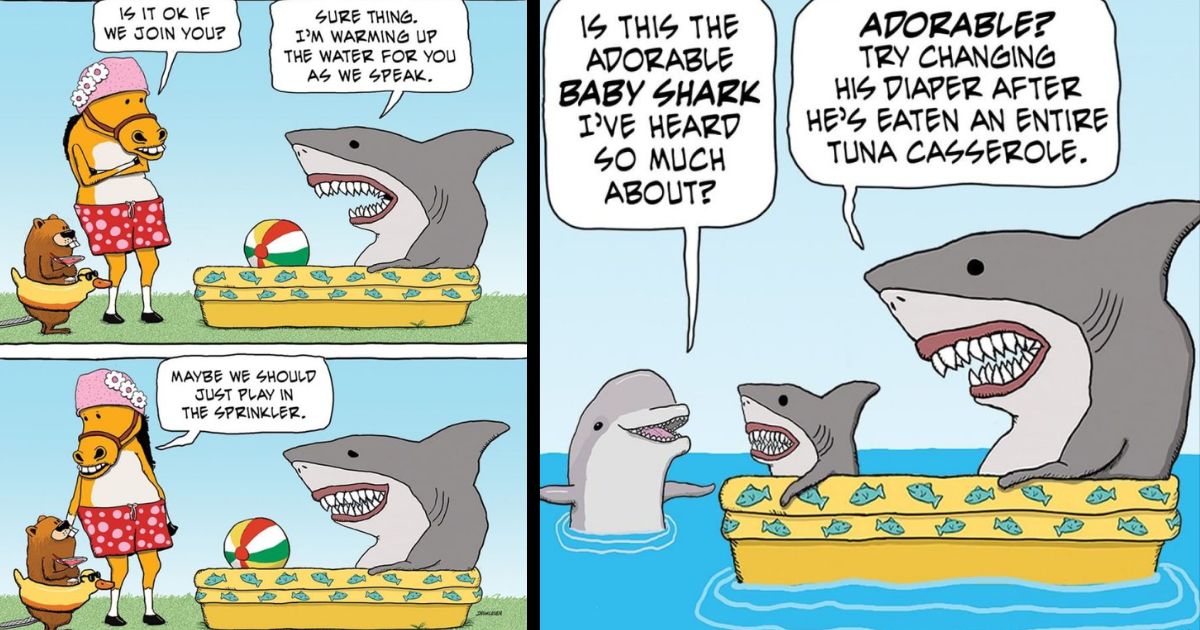 IS IT OK IF
WE JOIN YOU?
SURE THING.
I'M WARMING UP
THE WATER FOR YOU
AS WE SPEAK.
MAYBE WE SHOULD
JUST PLAY IN
THE SPRINKLER.
IS THIS THE
ADORABLE
BABY SHARK
I'VE HEARD
SO MUCH
ABOUT?
ADORABLE?
TRY CHANGING
HIS DIAPER AFTER
HE'S EATEN AN ENTIRE
TUNA CASSEROLE.